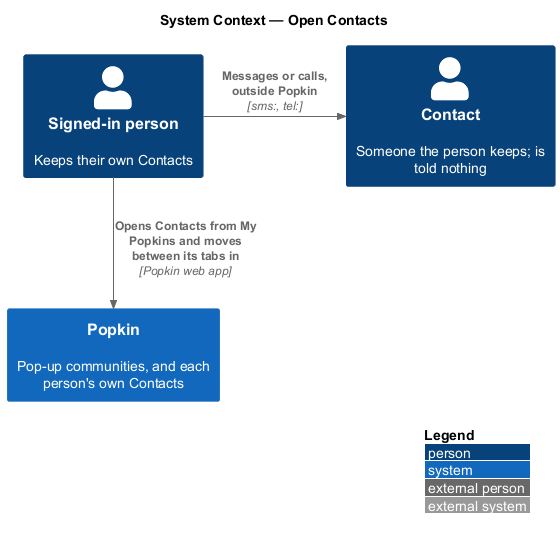 System Context — Open Contacts
Signed-in person
Keeps their own Contacts
Messages or calls,
outside Popkin
[sms:, tel:]
Contact
Someone the person keeps; is
told nothing
Opens Contacts from My
Popkins and moves
between its tabs in
[Popkin web app]
Popkin
Pop-up communities, and each
person's own Contacts
Legend
person
system
external person
external system